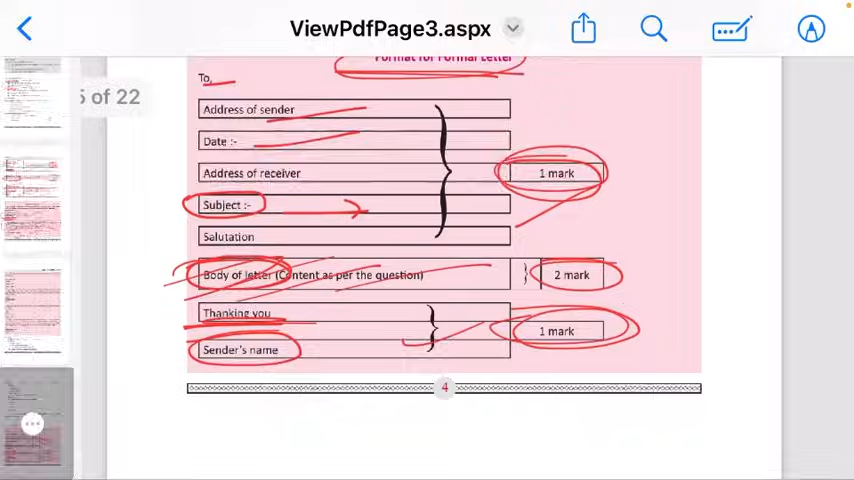 ViewPdfPage3.aspx
Format for Formal Letter
To,
5 of 22
Address of sender
Date :-
Address of receiver
1 mark
Subject :-
Salutation
Body of letter (Content as per the question)
2 mark
Thanking you
1 mark
Sender's name
4